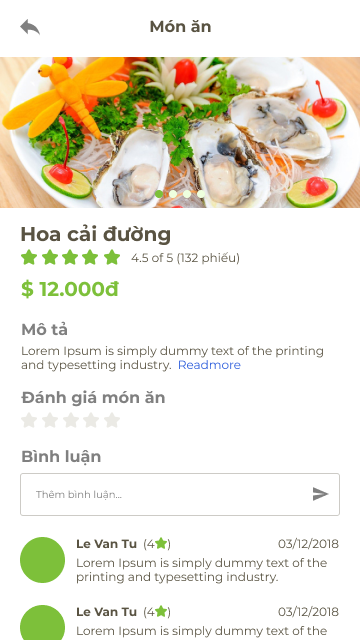 Món ăn
Hoa cải đường
4.5 of 5 (132 phiếu)
$ 12.000đ
Mô tả
Lorem Ipsum is simply dummy text of the printing
and typesetting industry. Readmore
Đánh giá món ăn
Bình luận
Thêm bình luận...
Le Van Tu (4★) 03/12/2018
Lorem Ipsum is simply dummy text of the
printing and typesetting industry.
Le Van Tu (4★) 03/12/2018
Lorem Ipsum is simply dummy text of the